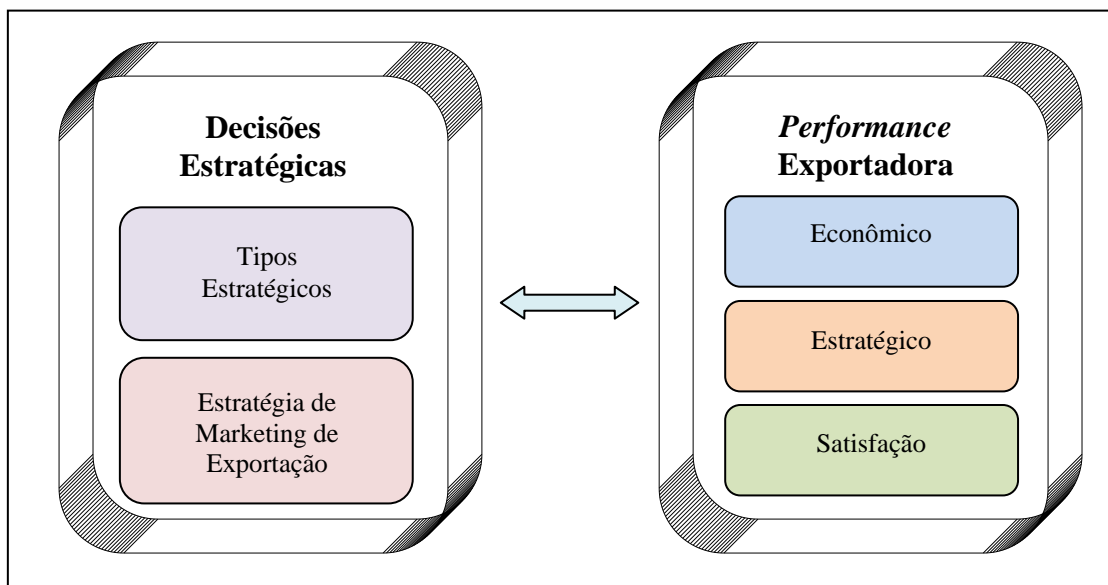 Decisões
Estratégicas
Tipos
Estratégicos
Estratégia de
Marketing de
Exportação
Performance
Exportadora
Econômico
Estratégico
Satisfação